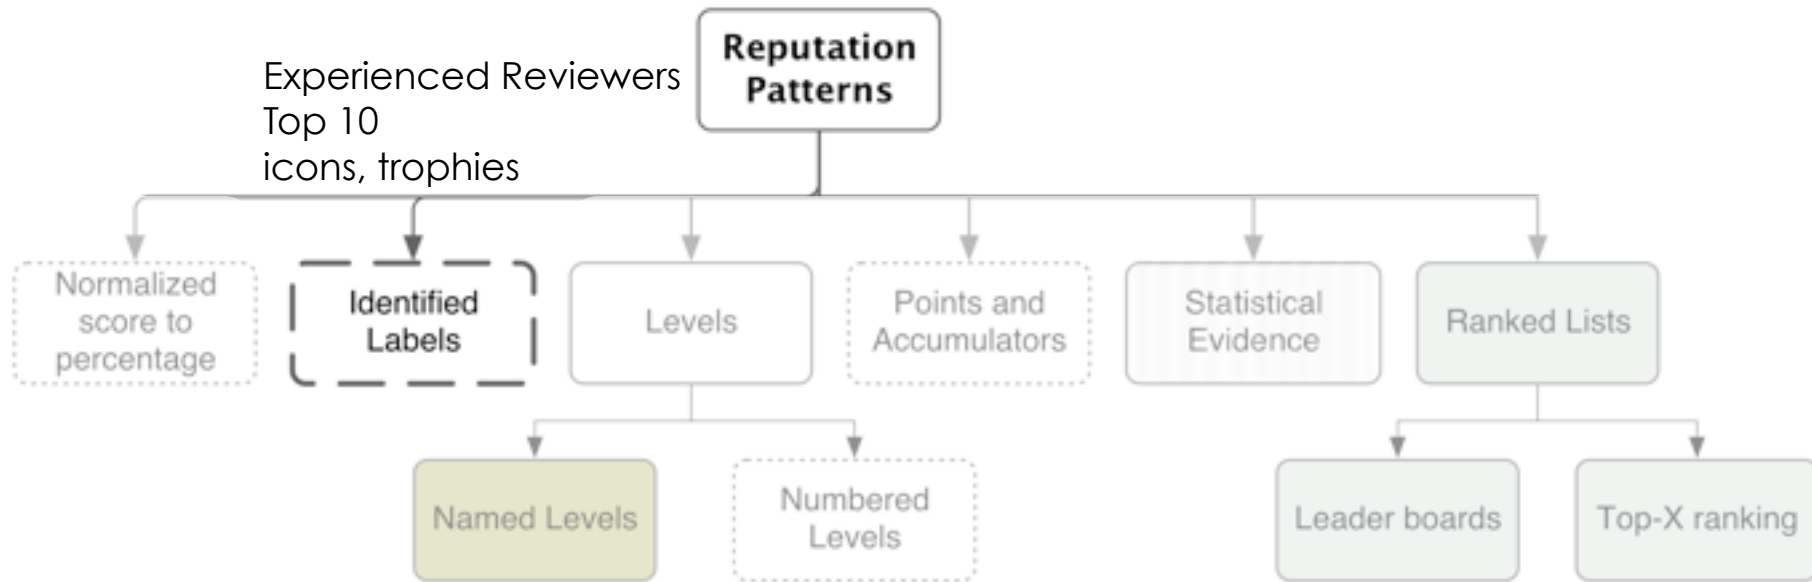 Reputation
Patterns
Experienced Reviewers
Top 10
icons, trophies
Normalized
score to
percentage
Identified
Labels
Levels
Points and
Accumulators
Statistical
Evidence
Ranked Lists
Named Levels
Numbered
Levels
Leader boards
Top-X ranking